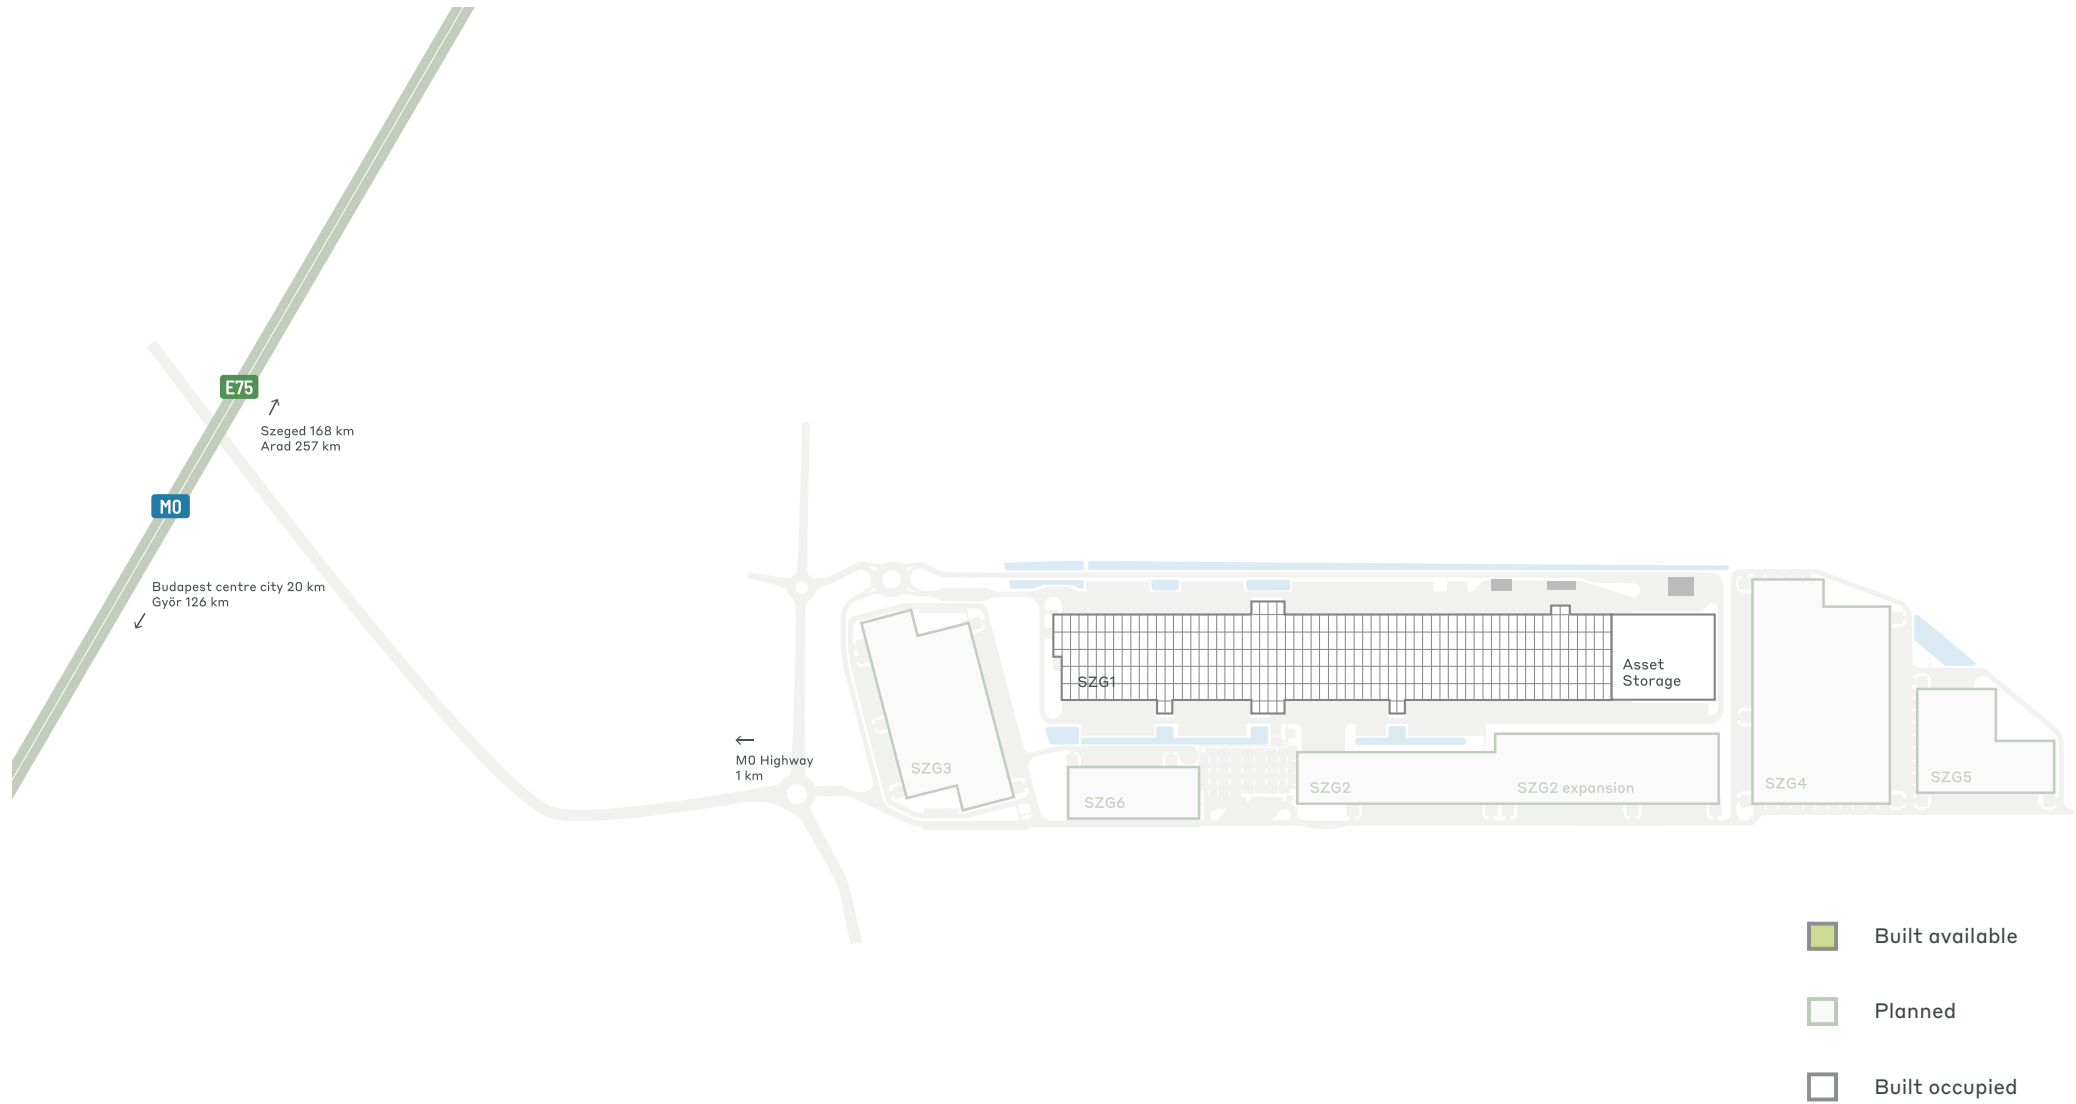 E75
Szeged 168 km
Arad 257 km
M0
Budapest centre city 20 km
Györ 126 km
M0 Highway
1 km
SZG1
Asset
Storage
SZG3
SZG6
SZG2
SZG2 expansion
SZG4
SZG5
Built available
Planned
Built occupied